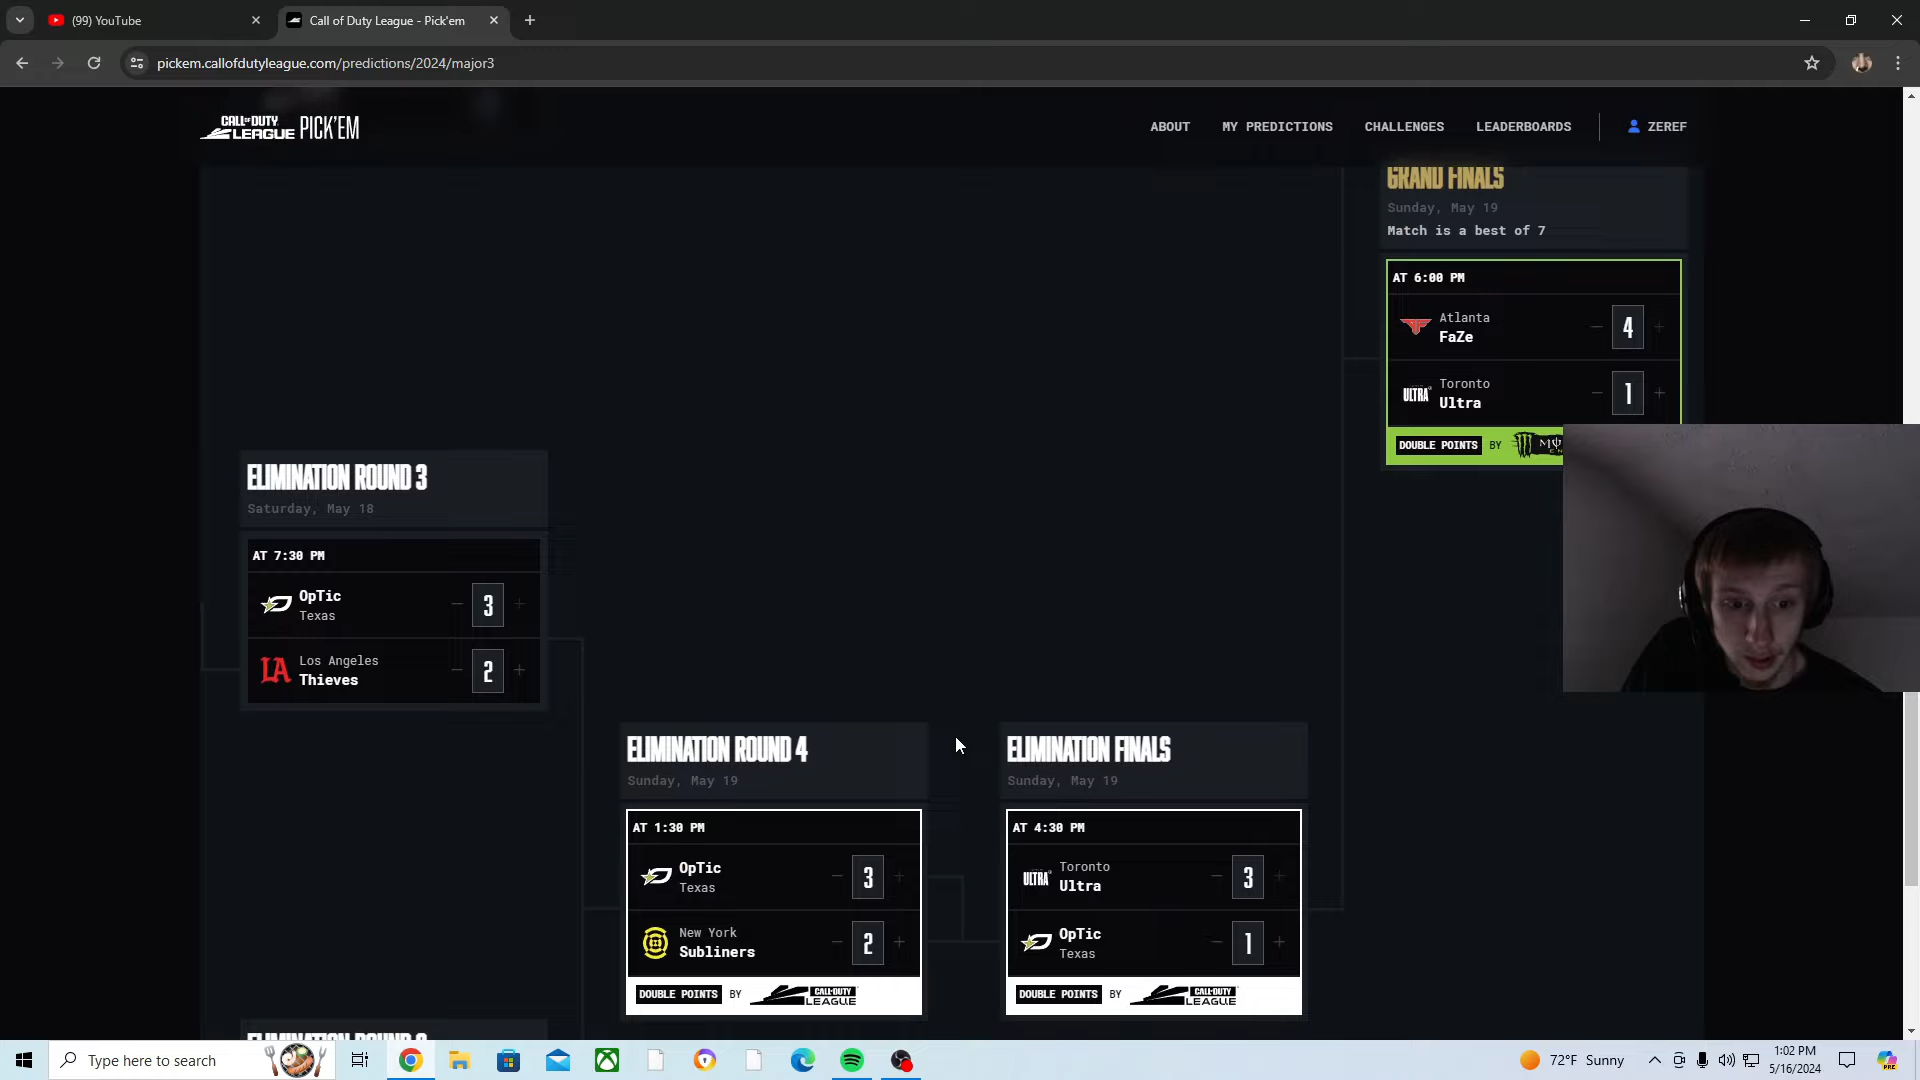 (99) YouTube
Call of Duty League - Pick'em
pickem.callofdutyleague.com/predictions/2024/major3
CALL OF DUTY LEAGUE PICK'EM
ABOUT
MY PREDICTIONS
CHALLENGES
LEADERBOARDS
ZEREF
GRAND FINALS
Sunday, May 19
Match is a best of 7
AT 6:00 PM
Atlanta
FaZe
4
ULTRA
Toronto
Ultra
1
DOUBLE POINTS BY
ELIMINATION ROUND 3
Saturday, May 18
AT 7:30 PM
OpTic
Texas
3
LA
Los Angeles
Thieves
2
ELIMINATION ROUND 4
Sunday, May 19
AT 1:30 PM
OpTic
Texas
3
New York
Subliners
2
DOUBLE POINTS BY CALL OF DUTY LEAGUE
ELIMINATION FINALS
Sunday, May 19
AT 4:30 PM
ULTRA
Toronto
Ultra
3
OpTic
Texas
1
DOUBLE POINTS BY CALL OF DUTY LEAGUE
Type here to search
72°F Sunny
1:02 PM
5/16/2024
PRE